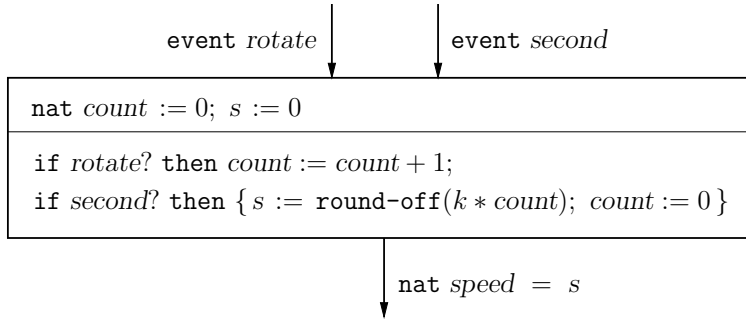 event rotate event second
nat count := 0; s := 0
if rotate? then count := count + 1;
if second? then { s := round-off(k ∗ count); count := 0 }
nat speed = s